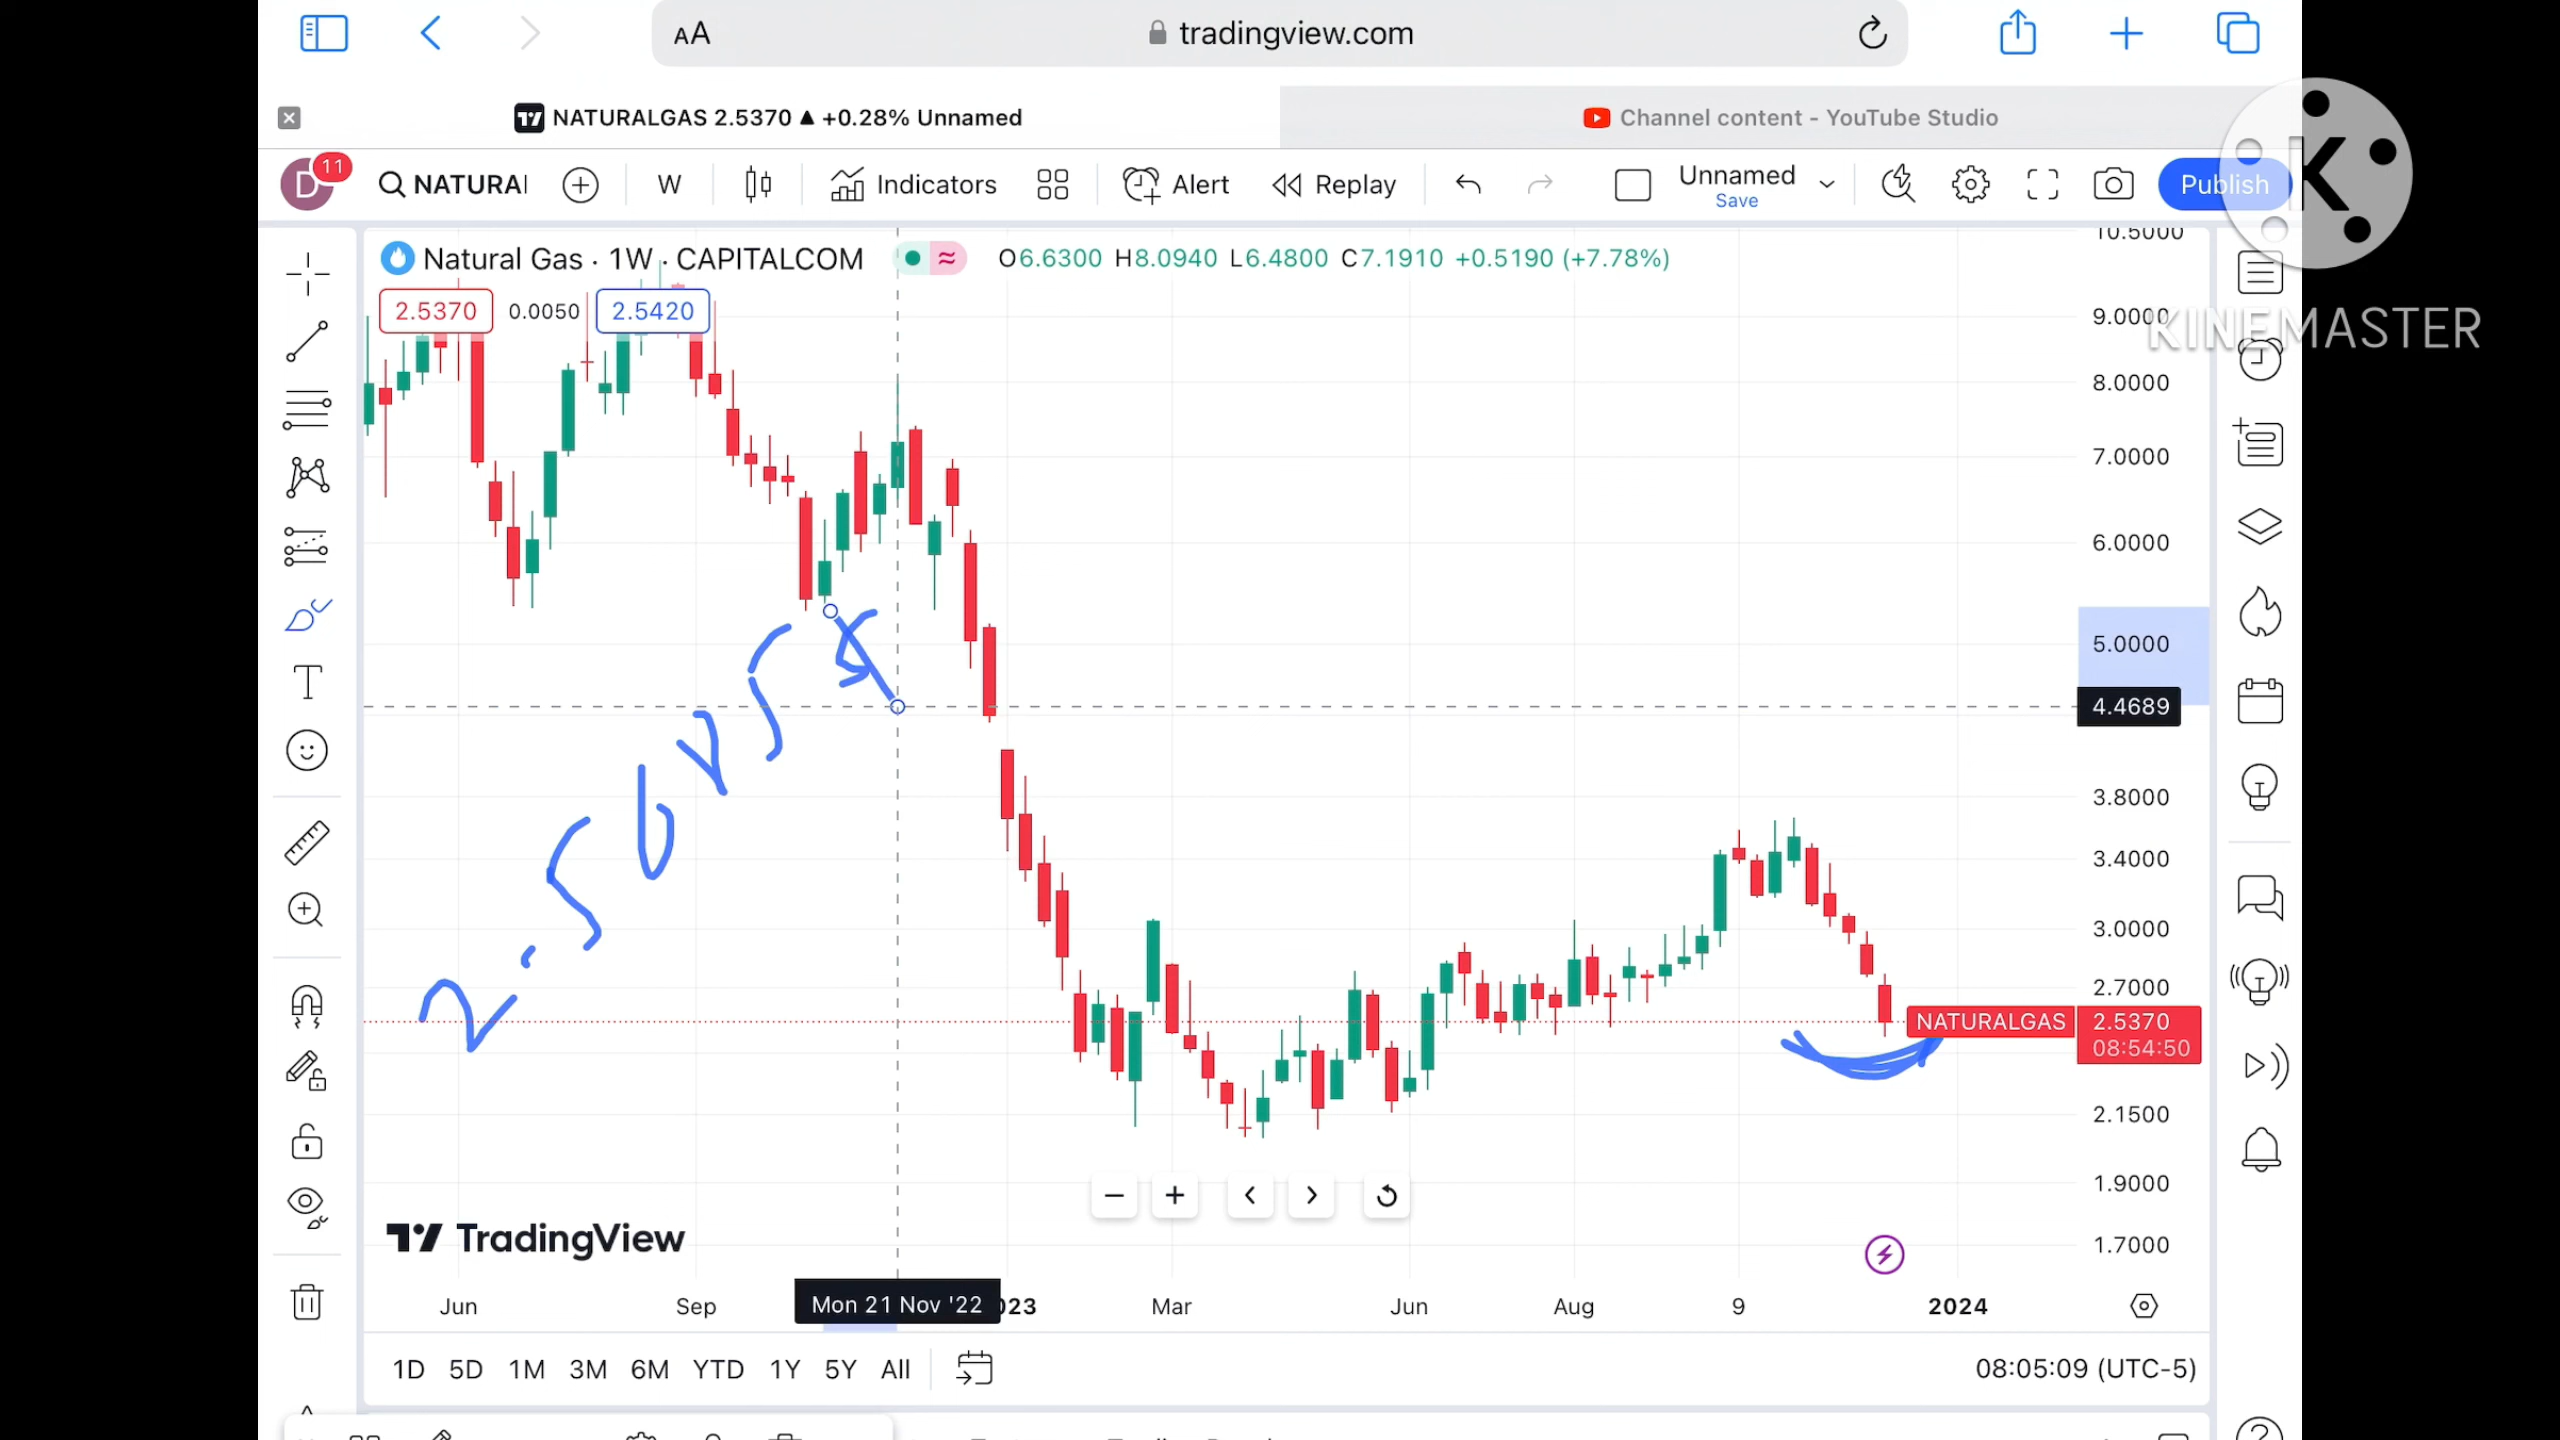 AA tradingview.com
NATURALGAS 2.5370 ▲ +0.28% Unnamed
Channel content - YouTube Studio
D 11 NATURA W Indicators Alert Replay Unnamed Publish
Save
Natural Gas · 1W · CAPITALCOM O6.6300 H8.0940 L6.4800 C7.1910 +0.5190 (+7.78%)
2.5370 0.0050 2.5420
10.5000
9.0000
KINEMASTER
8.0000
7.0000
6.0000
5.0000
4.4689
3.8000
3.4000
3.0000
2.7000
NATURALGAS 2.5370
08:54:50
2.1500
1.9000
1.7000
TradingView
Jun Sep Mon 21 Nov '22 023 Mar Jun Aug 9 2024
1D 5D 1M 3M 6M YTD 1Y 5Y All 08:05:09 (UTC-5)